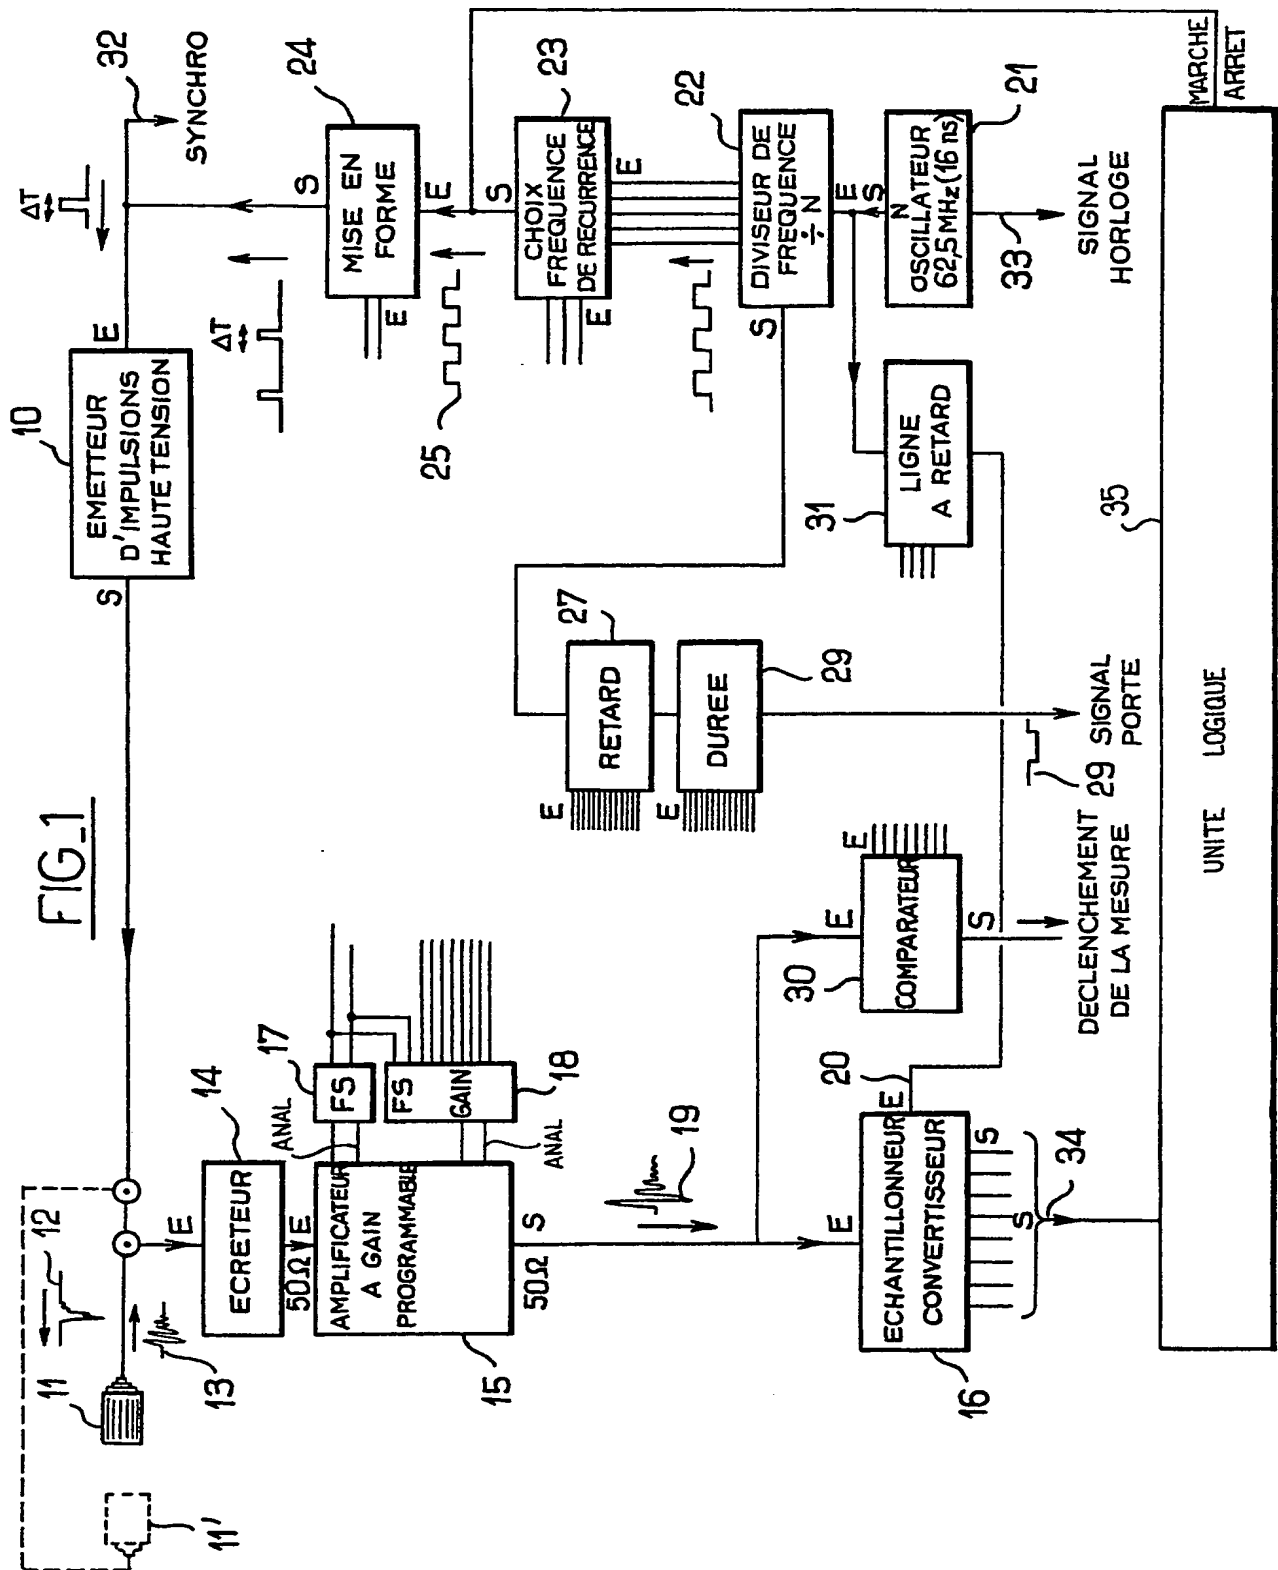 FIG_1
11'
11
12
13
E
14
ECRETEUR
50Ω
E
AMPLIFICATEUR
A GAIN
PROGRAMMABLE
15
S
50Ω
17
FS
ANAL
FS
GAIN
18
ANAL
19
E
ECHANTILLONNEUR
CONVERTISSEUR
16
E
20
S
S
34
E
COMPARATEUR
30
E
S
DECLENCHEMENT
DE LA MESURE
10
EMETTEUR
D'IMPULSIONS
HAUTE TENSION
S
E
ΔT
32
SYNCHRO
ΔT
24
MISE EN
FORME
S
E
E
25
23
CHOIX
FREQUENCE
DE RECURRENCE
S
E
E
22
DIVISEUR DE
FREQUENCE
÷ N
S
E
S
21
N
OSCILLATEUR
62,5 MHz (16 ns)
33
SIGNAL
HORLOGE
31
LIGNE
A RETARD
27
RETARD
E
29
DUREE
E
29
SIGNAL
PORTE
35
UNITE LOGIQUE
MARCHE
ARRET